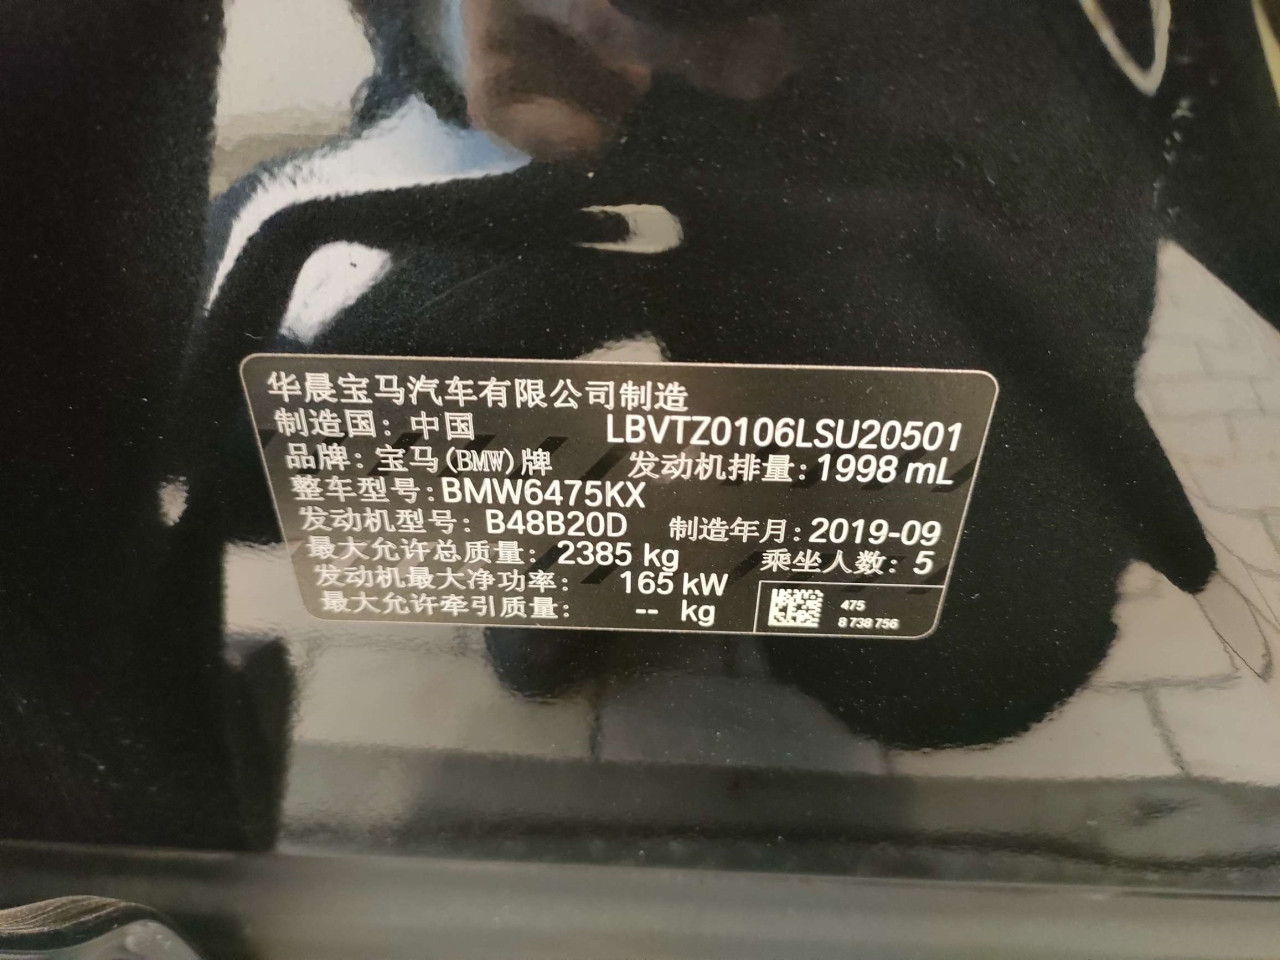 华晨宝马汽车有限公司制造
制造国: 中国 LBVTZ0106LSU20501
品牌: 宝马(BMW)牌 发动机排量: 1998 mL
整车型号: BMW6475KX
发动机型号: B48B20D 制造年月: 2019-09
最大允许总质量: 2385 kg 乘坐人数: 5
发动机最大净功率: 165 kW
最大允许牵引质量: -- kg
475
8 738 756